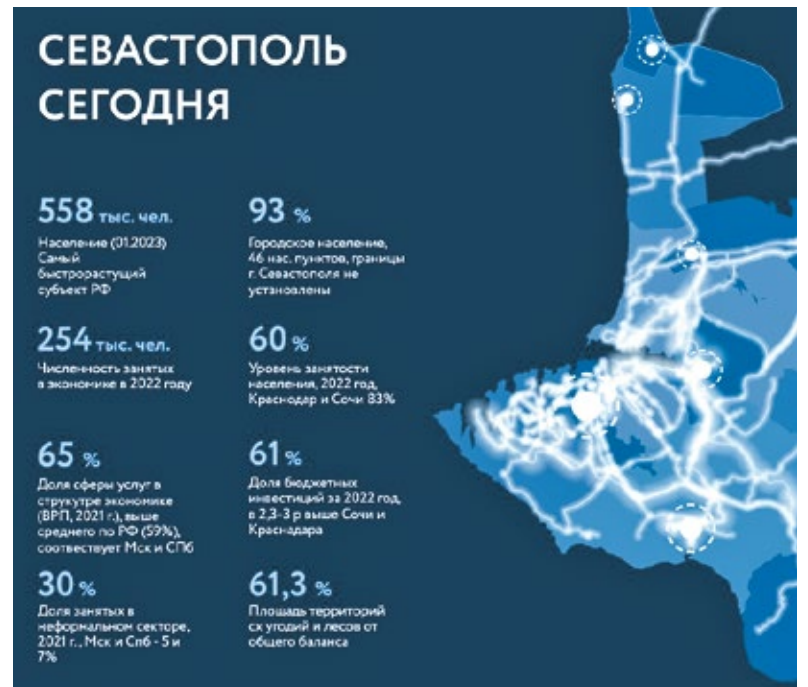 СЕВАСТОПОЛЬ
СЕГОДНЯ
558 тыс. чел.
Население (01.2023)
Самый
быстрорастущий
субъект РФ
93 %
Городское население,
46 нас. пунктов, границы
г. Севастополя не
установлены
254 тыс. чел.
Численность занятых
в экономике в 2022 году
60 %
Уровень занятости
населения, 2022 год,
Краснодар и Сочи 83%
65 %
Доля сферы услуг в
струкутре экономике
(ВРП, 2021 г.), выше
среднего по РФ (59%),
соотвествует Мск и СПб
61 %
Доля бюджетных
инвестиций за 2022 год,
в 2,3-3 р выше Сочи и
Краснадара
30 %
Доля занятых в
неформальном секторе,
2021 г., Мск и Спб - 5 и
7%
61,3 %
Площадь территорий
сх угодий и лесов от
общего баланса